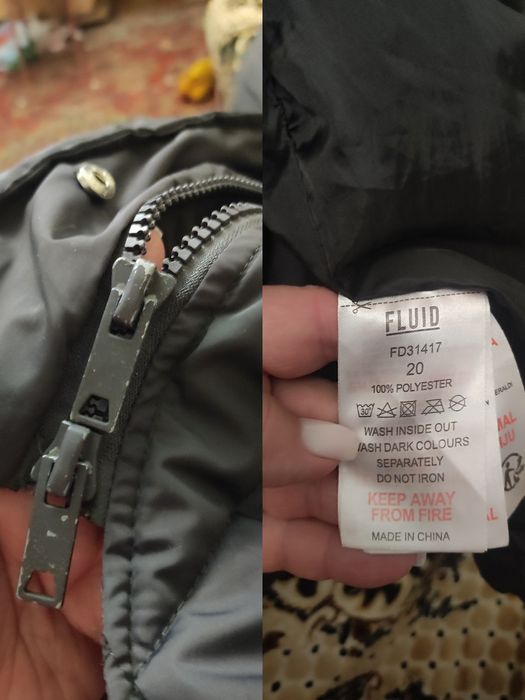 FLUID
FD31417
20
100% POLYESTER
30
WASH INSIDE OUT
WASH DARK COLOURS
SEPARATELY
DO NOT IRON
KEEP AWAY
FROM FIRE
MADE IN CHINA